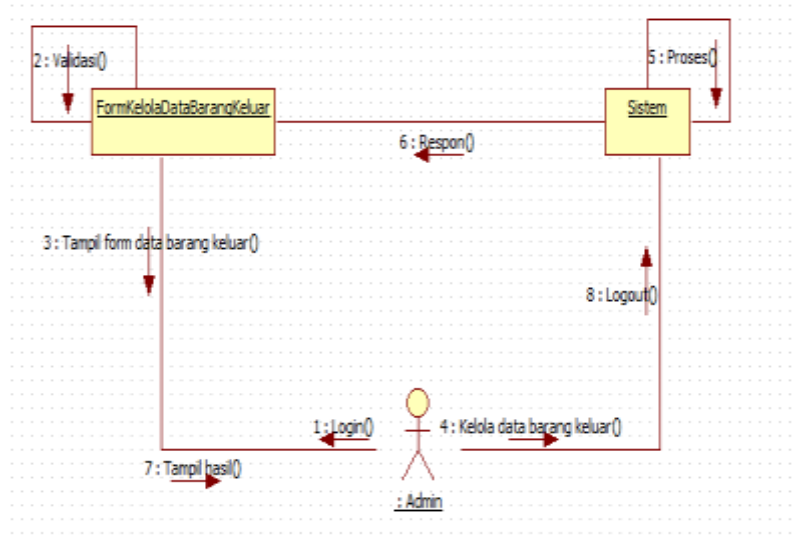 2 : Validasi()
5 : Proses()
FormKelolaDataBarangKeluar
Sistem
6 : Respon()
3 : Tampil form data barang keluar()
8 : Logout()
1 : Login()
4 : Kelola data barang keluar()
7 : Tampil hasil()
: Admin